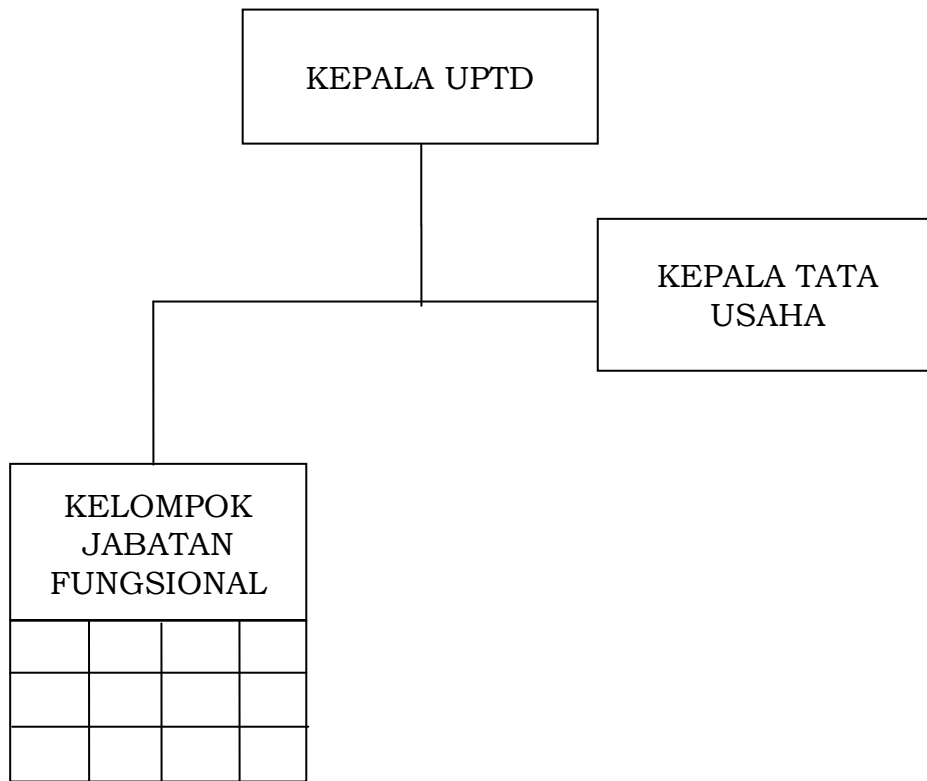 KEPALA UPTD
KEPALA TATA
USAHA
KELOMPOK
JABATAN
FUNGSIONAL